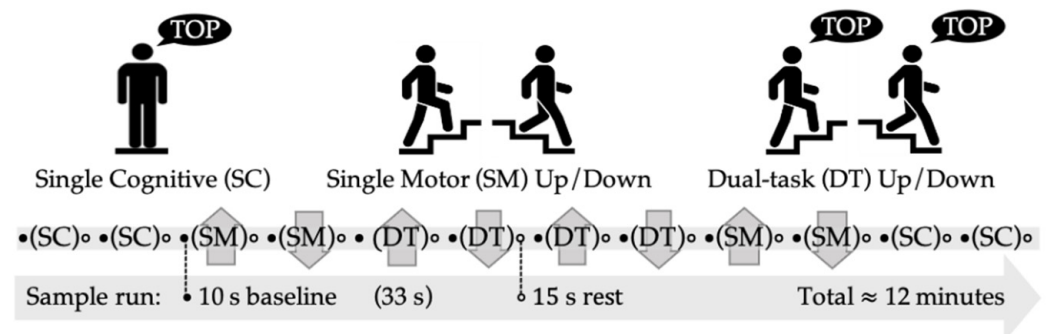 TOP TOP TOP
Single Cognitive (SC) Single Motor (SM) Up/Down Dual-task (DT) Up/Down
•(SC)∘ •(SC)∘ •(SM)∘ •(SM)∘ • (DT)∘ •(DT)∘ •(DT)∘ •(DT)∘ •(SM)∘ •(SM)∘ •(SC)∘ •(SC)∘
Sample run: • 10 s baseline (33 s) ∘ 15 s rest Total ≈ 12 minutes